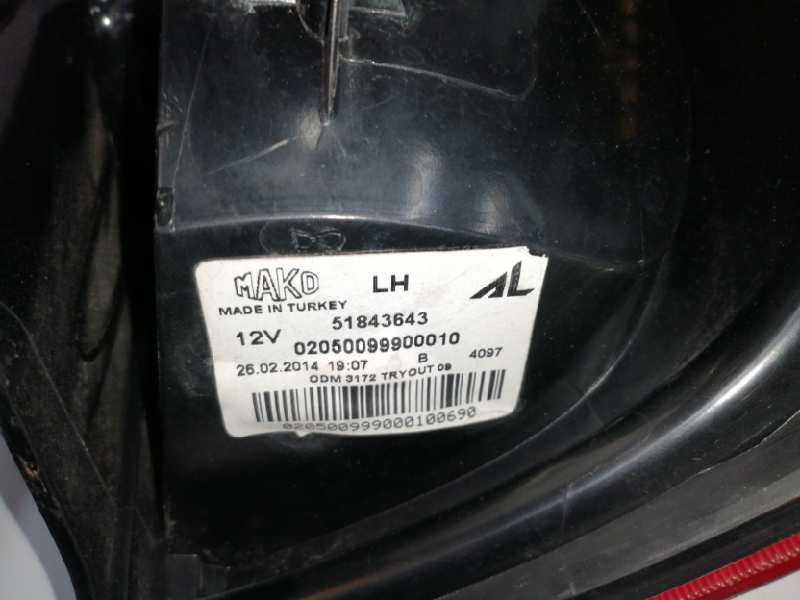 MAKO LH AL
MADE IN TURKEY
51843643
12V 02050099900010
26.02.2014 19:07 B 4097
ODM 3172 TRYOUT 09
020500999000100690